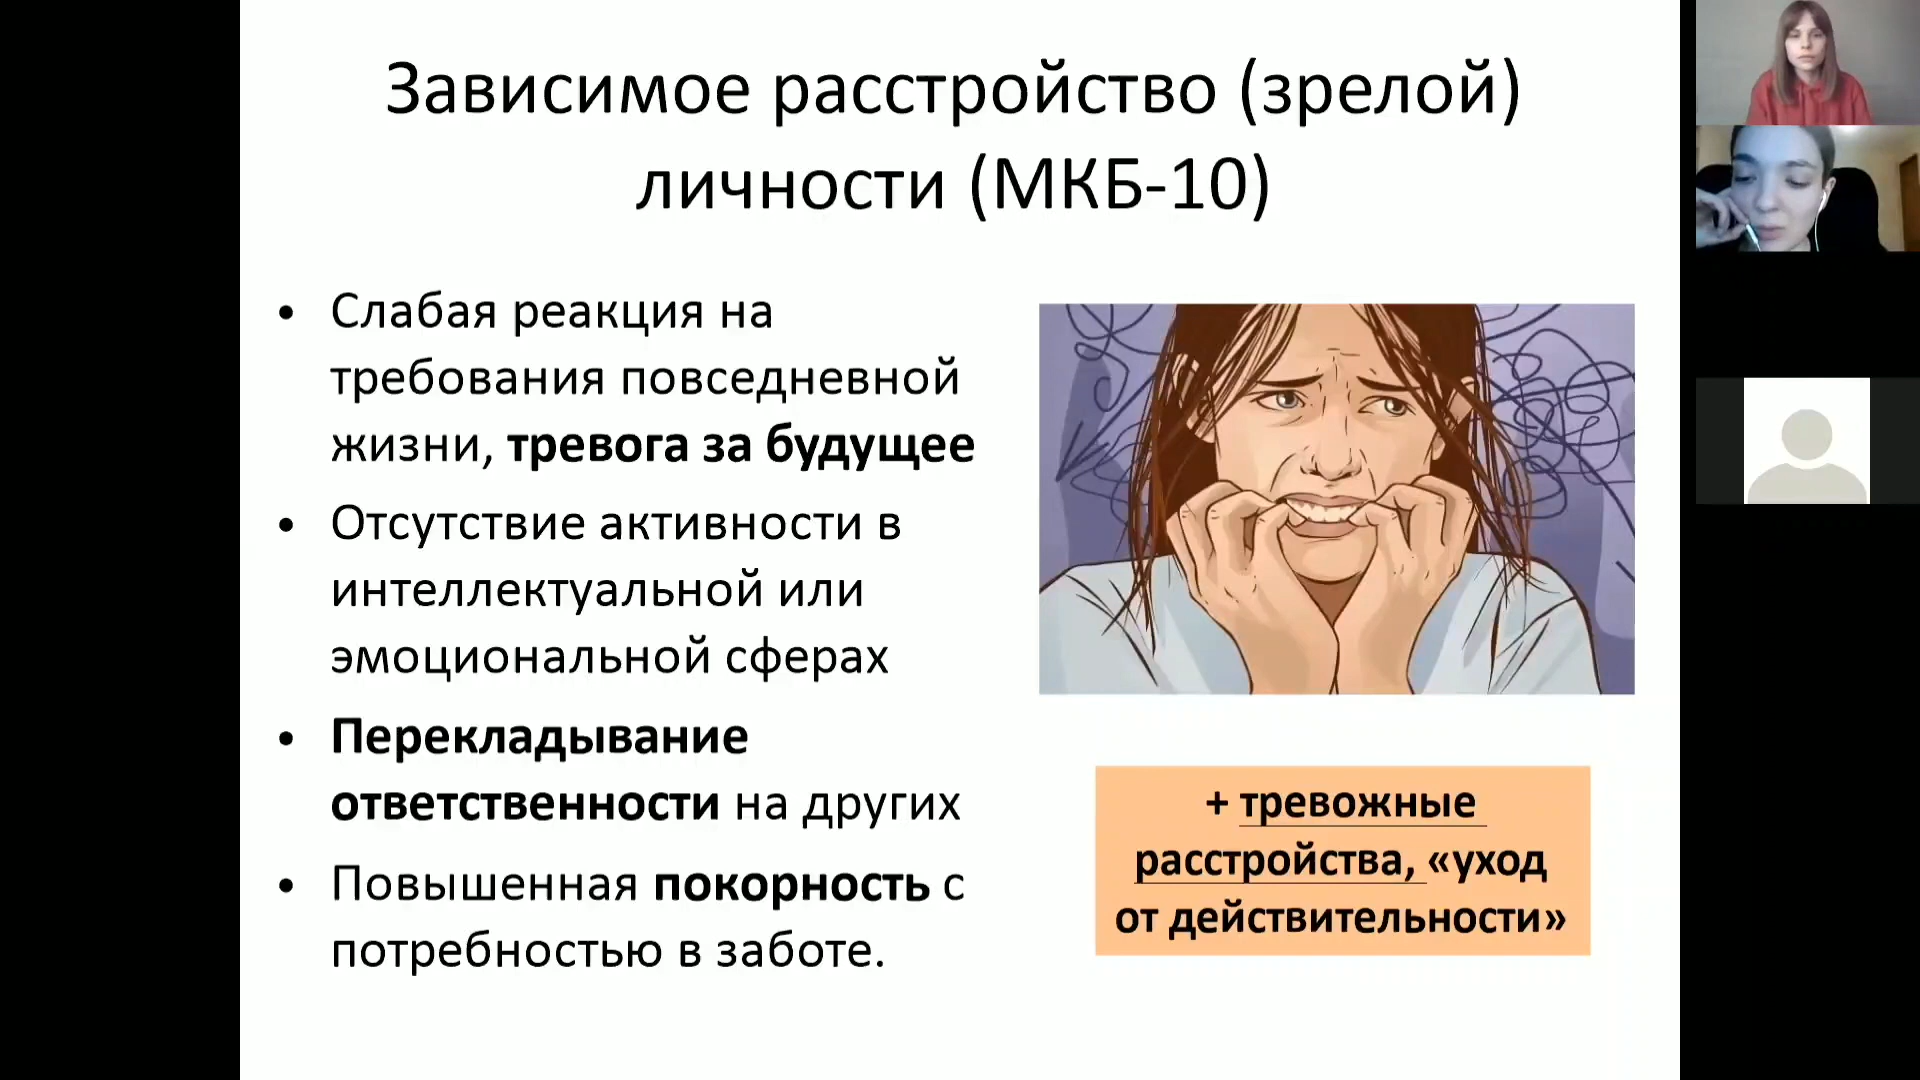 Зависимое расстройство (зрелой)
личности (МКБ-10)
• Слабая реакция на
требования повседневной
жизни, тревога за будущее
• Отсутствие активности в
интеллектуальной или
эмоциональной сферах
• Перекладывание
ответственности на других
• Повышенная покорность с
потребностью в заботе.
+ тревожные
расстройства, «уход
от действительности»